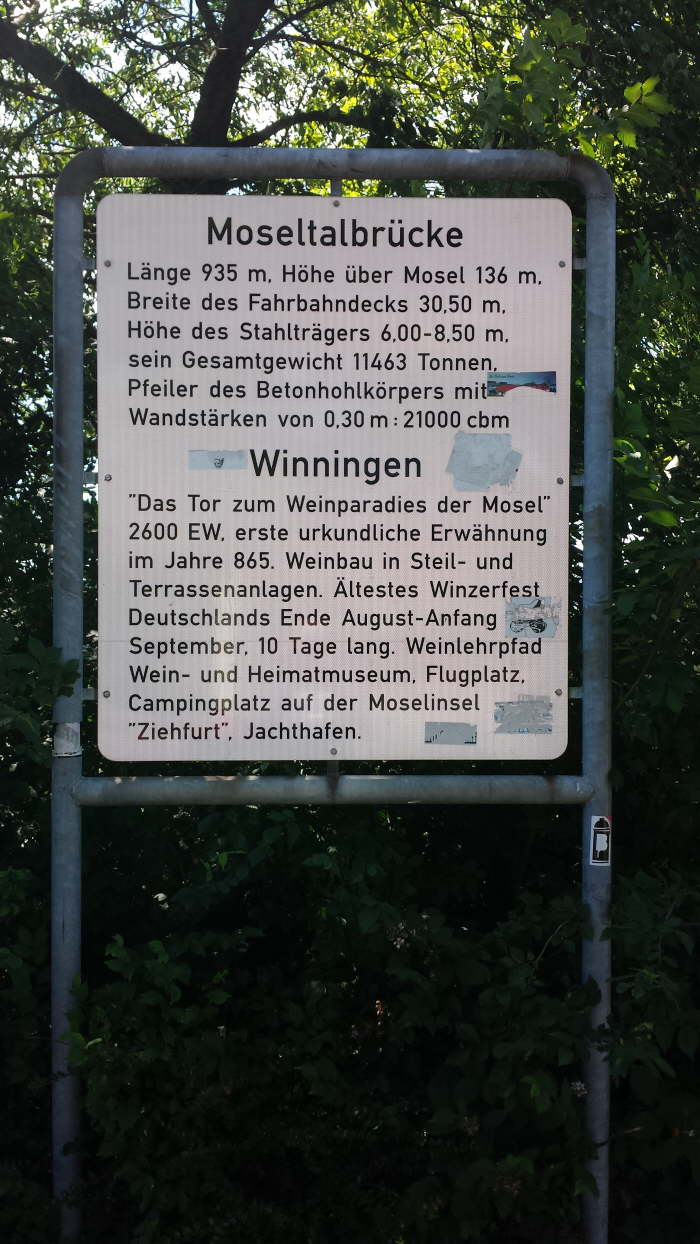 Moseltalbrücke
Länge 935 m, Höhe über Mosel 136 m,
Breite des Fahrbahndecks 30,50 m,
Höhe des Stahlträgers 6,00-8,50 m,
sein Gesamtgewicht 11463 Tonnen,
Pfeiler des Betonhohlkörpers mit
Wandstärken von 0,30 m : 21000 cbm
Winningen
"Das Tor zum Weinparadies der Mosel"
2600 EW, erste urkundliche Erwähnung
im Jahre 865. Weinbau in Steil- und
Terrassenanlagen. Ältestes Winzerfest
Deutschlands Ende August-Anfang
September, 10 Tage lang. Weinlehrpfad
Wein- und Heimatmuseum, Flugplatz,
Campingplatz auf der Moselinsel
"Ziehfurt", Jachthafen.